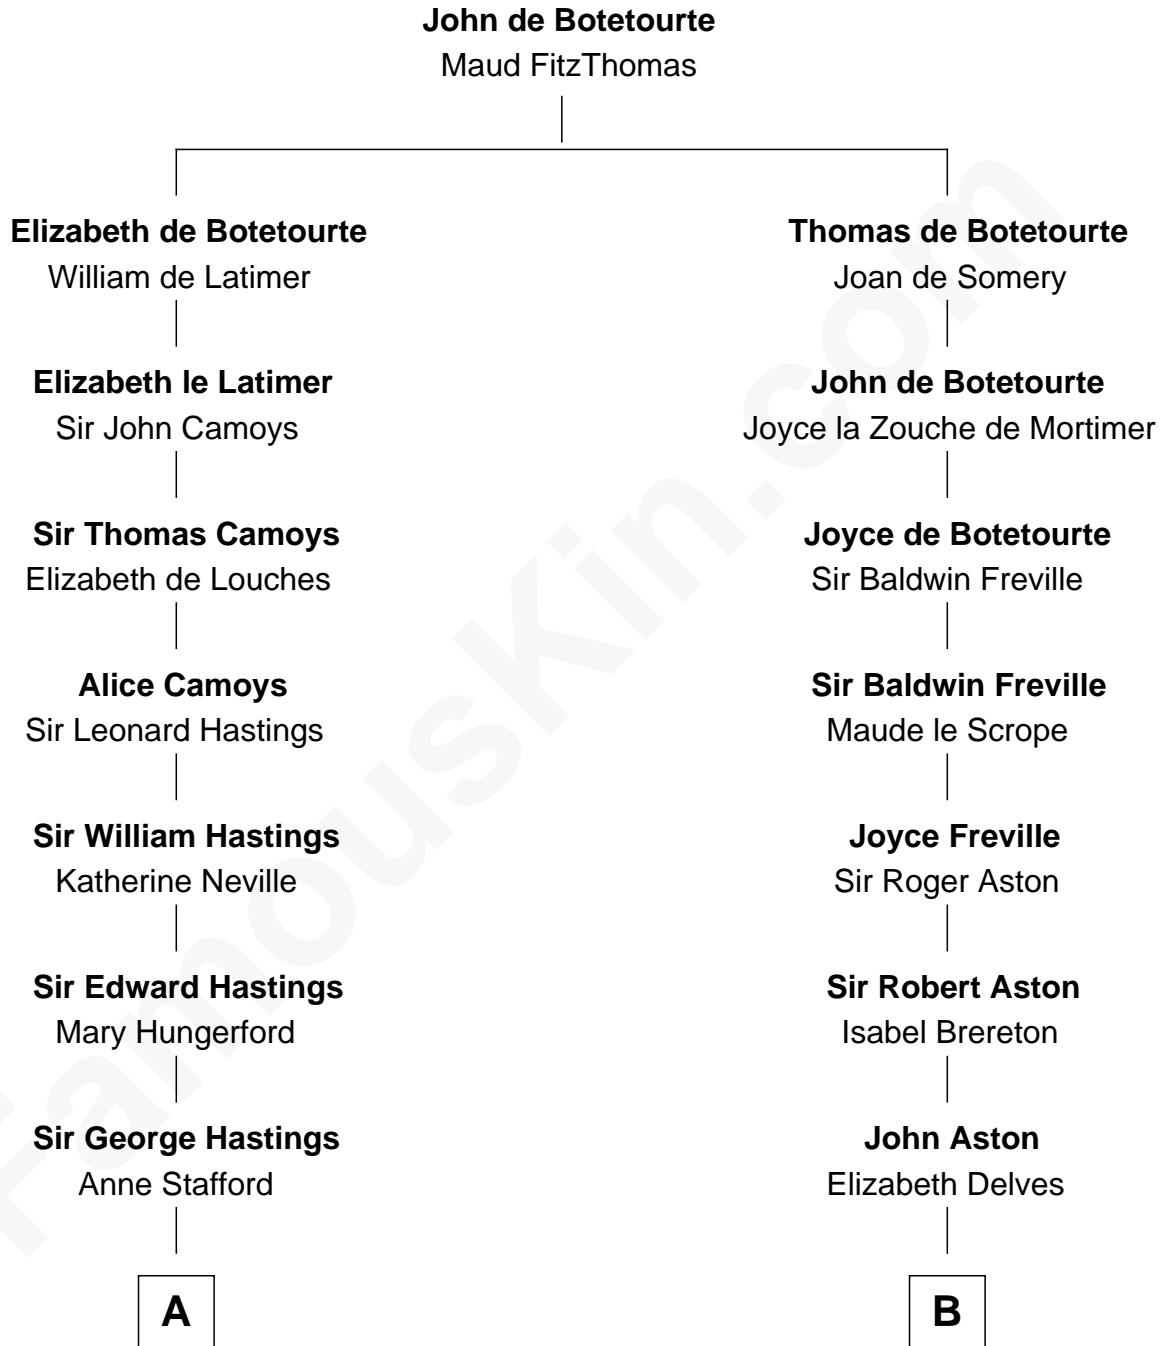 John de Botetourte
Maud FitzThomas
Elizabeth de Botetourte
William de Latimer
Thomas de Botetourte
Joan de Somery
Elizabeth le Latimer
Sir John Camoys
John de Botetourte
Joyce la Zouche de Mortimer
Sir Thomas Camoys
Elizabeth de Louches
Joyce de Botetourte
Sir Baldwin Freville
Alice Camoys
Sir Leonard Hastings
Sir Baldwin Freville
Maude le Scrope
Sir William Hastings
Katherine Neville
Joyce Freville
Sir Roger Aston
Sir Edward Hastings
Mary Hungerford
Sir Robert Aston
Isabel Brereton
Sir George Hastings
Anne Stafford
John Aston
Elizabeth Delves
A
B
FamousKin.com